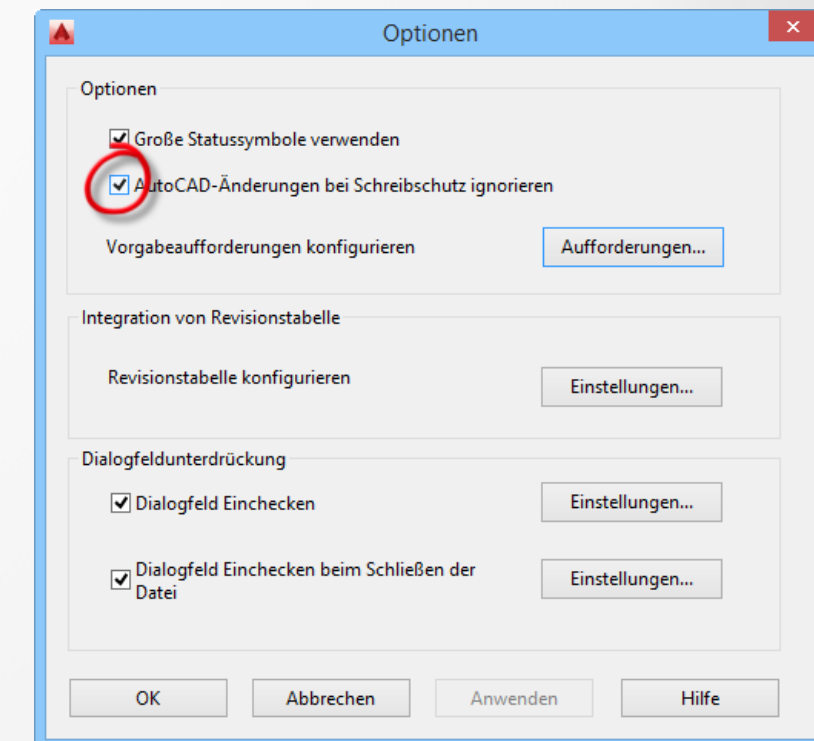 Optionen
Optionen
Große Statussymbole verwenden
AutoCAD-Änderungen bei Schreibschutz ignorieren
Vorgabeaufforderungen konfigurieren
Aufforderungen...
Integration von Revisionstabelle
Revisionstabelle konfigurieren
Einstellungen...
Dialogfeldunterdrückung
Dialogfeld Einchecken
Einstellungen...
Dialogfeld Einchecken beim Schließen der
Datei
Einstellungen...
OK
Abbrechen
Anwenden
Hilfe